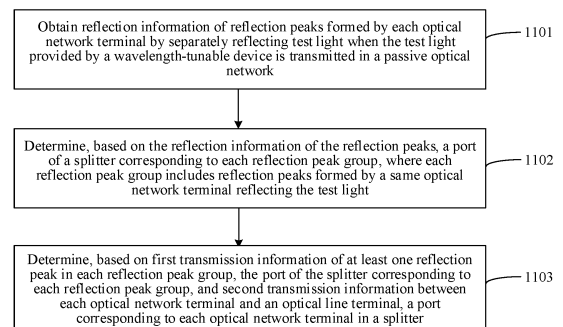 Obtain reflection information of reflection peaks formed by each optical
network terminal by separately reflecting test light when the test light
provided by a wavelength-tunable device is transmitted in a passive optical
network
1101
Determine, based on the reflection information of the reflection peaks, a port
of a splitter corresponding to each reflection peak group, where each
reflection peak group includes reflection peaks formed by a same optical
network terminal reflecting the test light
1102
Determine, based on first transmission information of at least one reflection
peak in each reflection peak group, the port of the splitter corresponding to
each reflection peak group, and second transmission information between
each optical network terminal and an optical line terminal, a port
corresponding to each optical network terminal in a splitter
1103